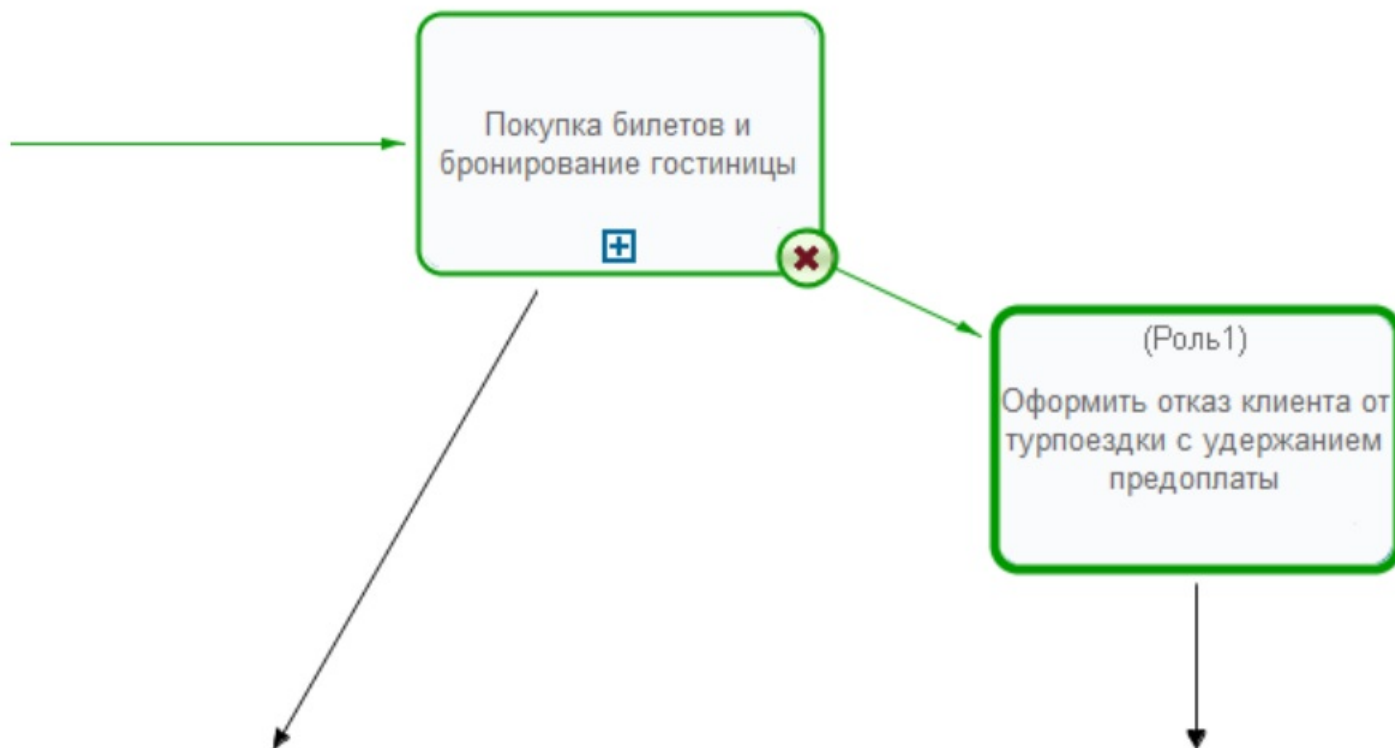 Покупка билетов и
бронирование гостиницы
(Роль1)
Оформить отказ клиента от
турпоездки с удержанием
предоплаты